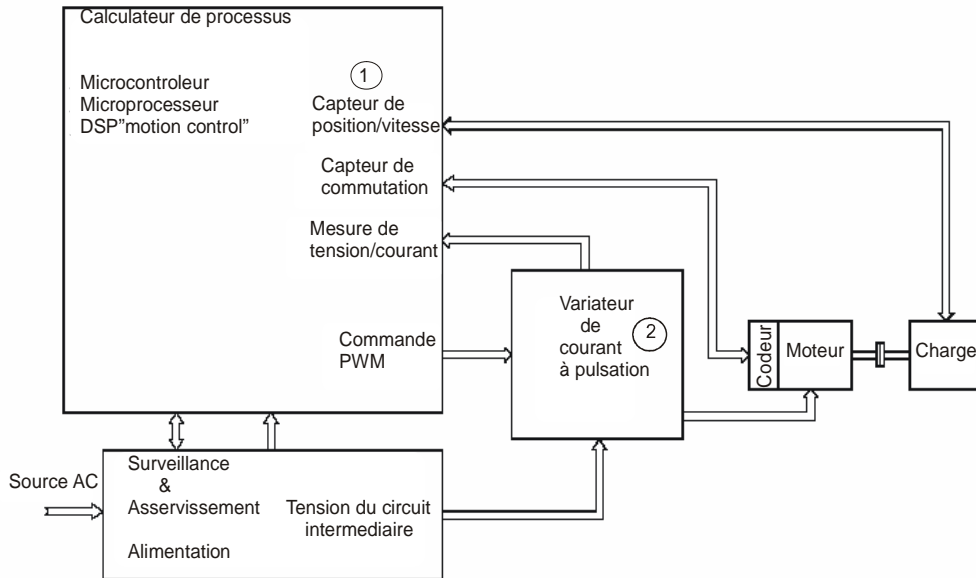 Calculateur de processus
Microcontroleur
Microprocesseur
DSP"motion control"
1
Capteur de
position/vitesse
Capteur de
commutation
Mesure de
tension/courant
Commande
PWM
Variateur
de
courant
à pulsation
2
Codeur
Moteur
Charge
Source AC
Surveillance
&
Asservissement
Alimentation
Tension du circuit
intermediaire